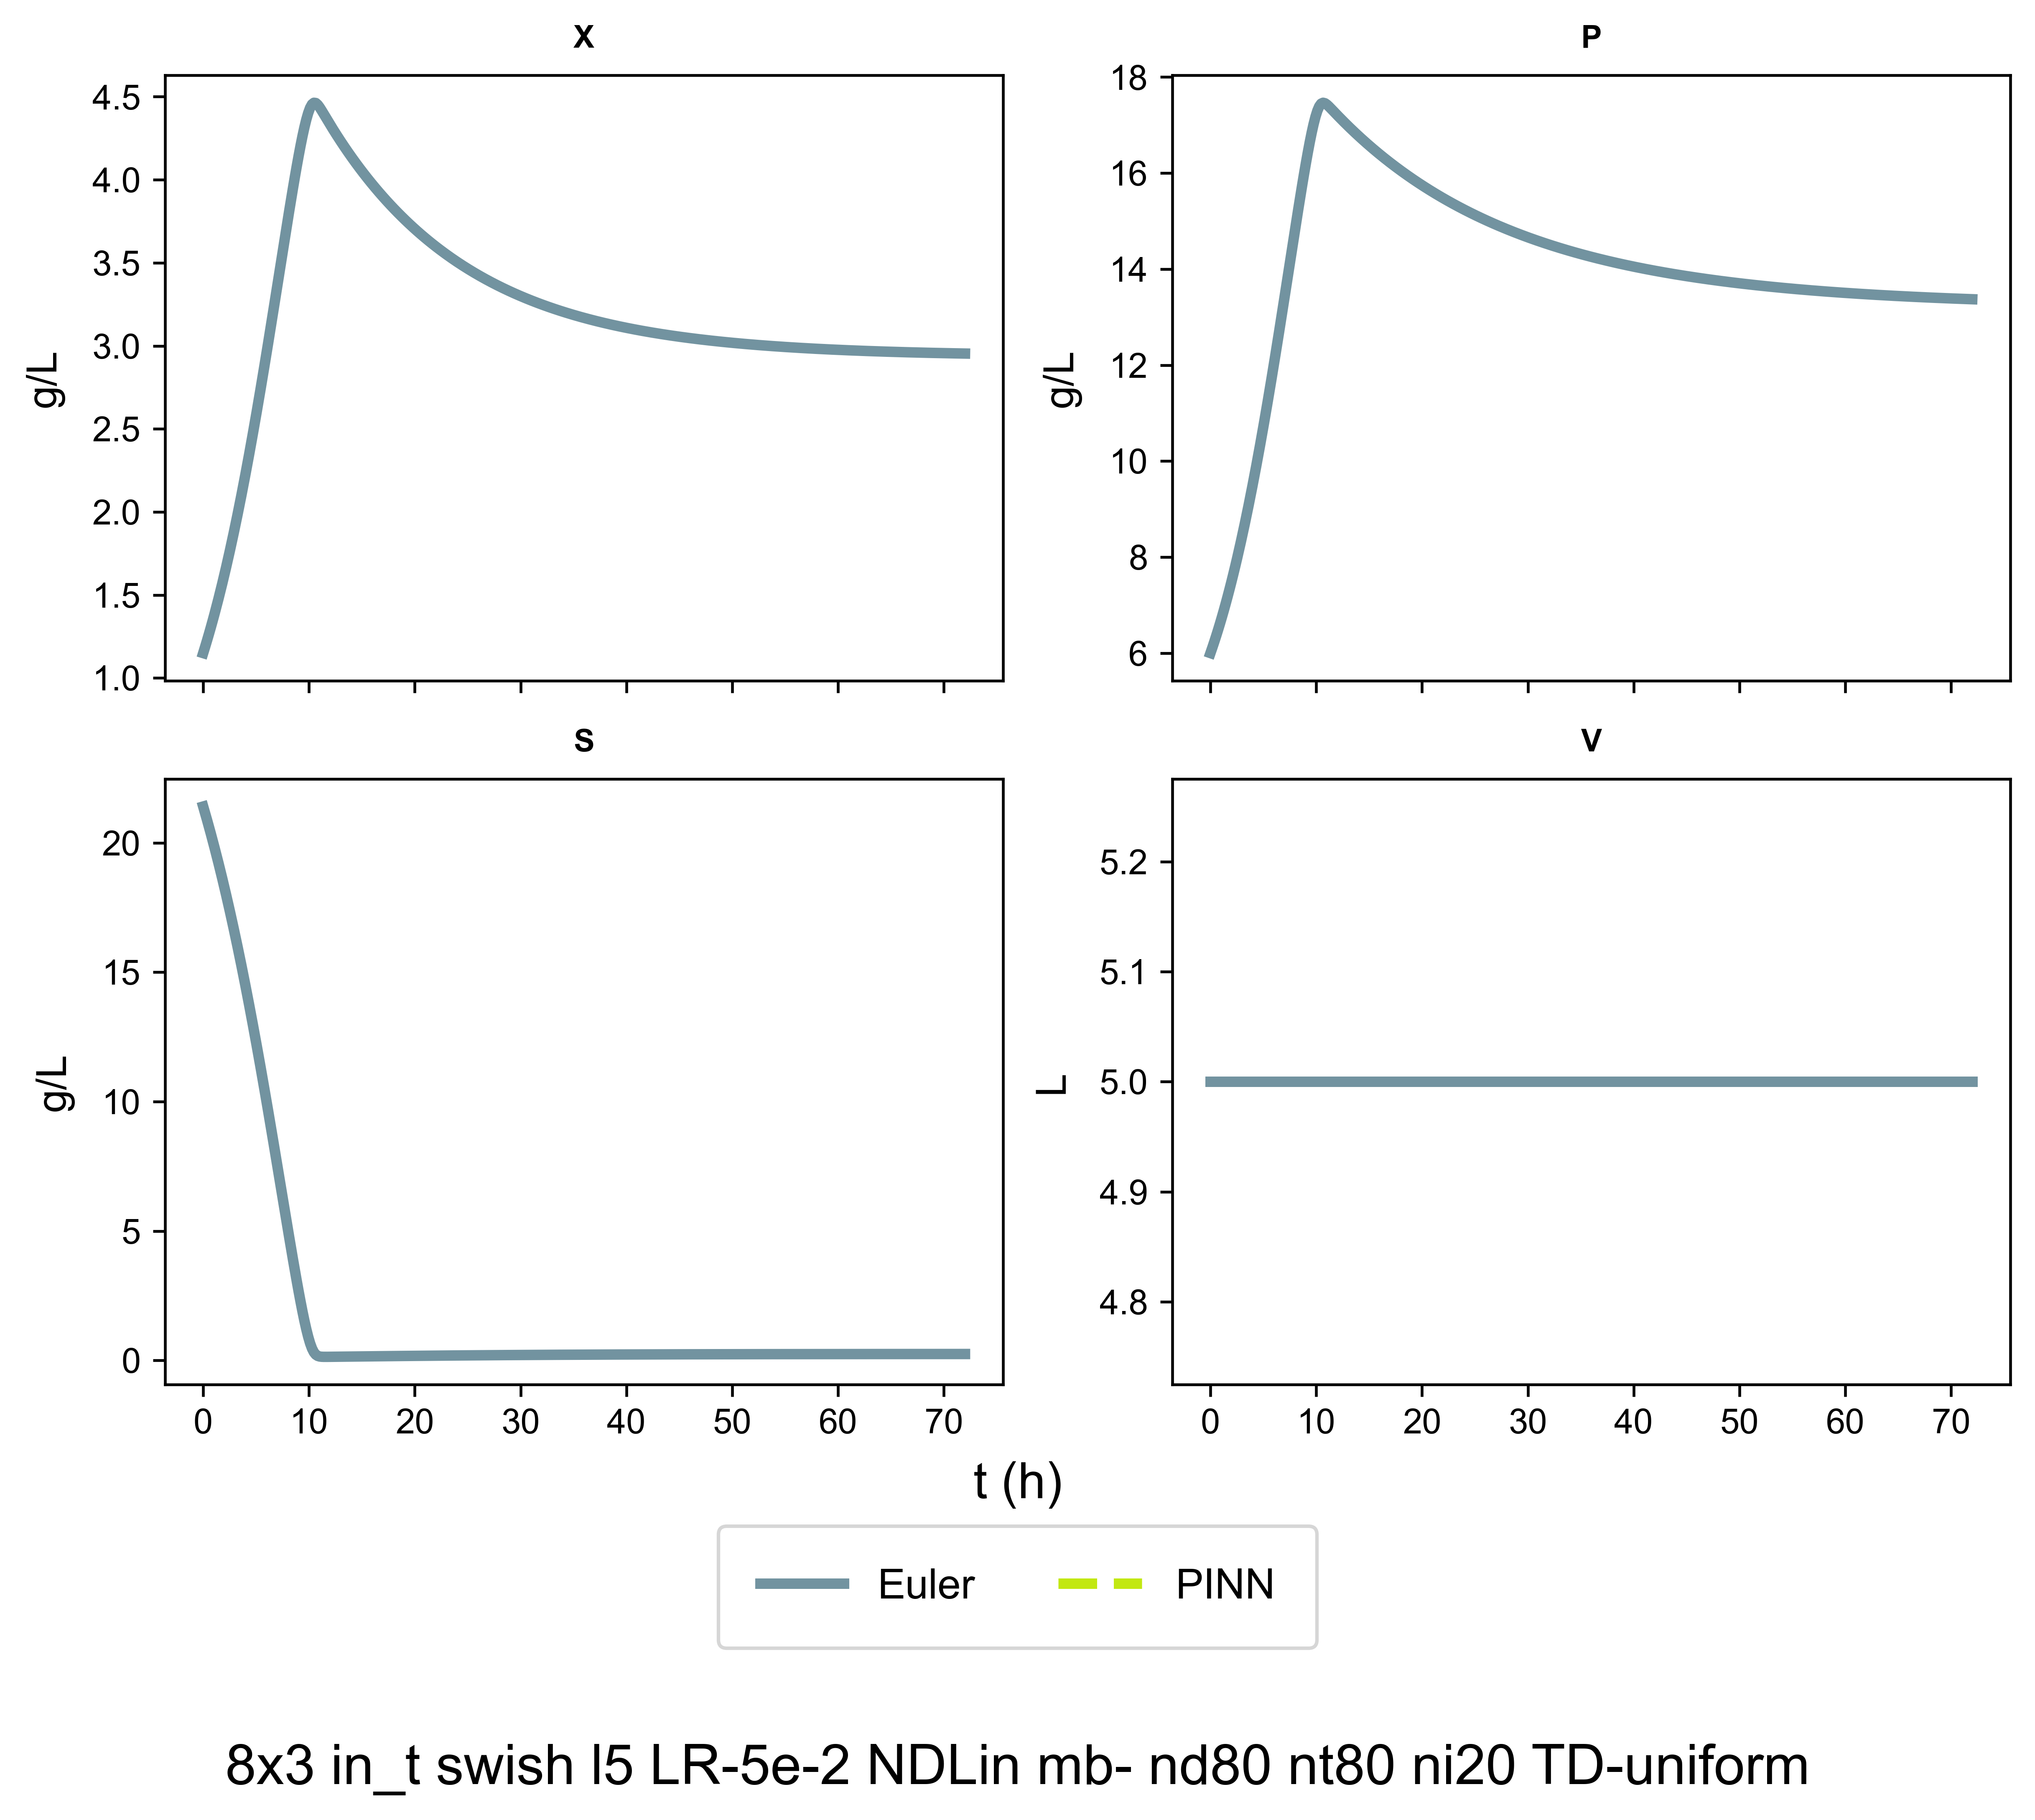 X
4.5
4.0
3.5
3.0
2.5
2.0
1.5
1.0
g/L
P
18
16
14
12
10
8
6
g/L
S
20
15
10
5
0
g/L
0 10 20 30 40 50 60 70
V
5.2
5.1
5.0
4.9
4.8
L
0 10 20 30 40 50 60 70
t (h)
Euler PINN
8x3 in_t swish l5 LR-5e-2 NDLin mb- nd80 nt80 ni20 TD-uniform